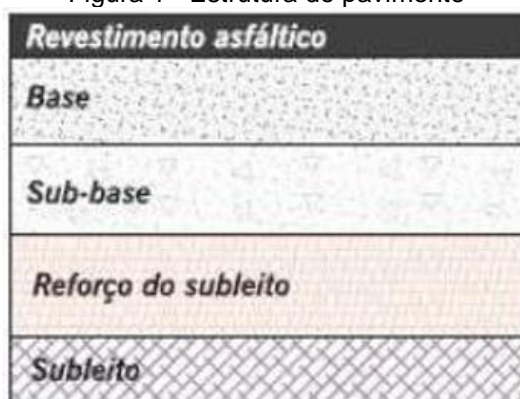 Figura 1 - Estrutura do pavimento
Revestimento asfáltico
Base
Sub-base
Reforço do subleito
Subleito